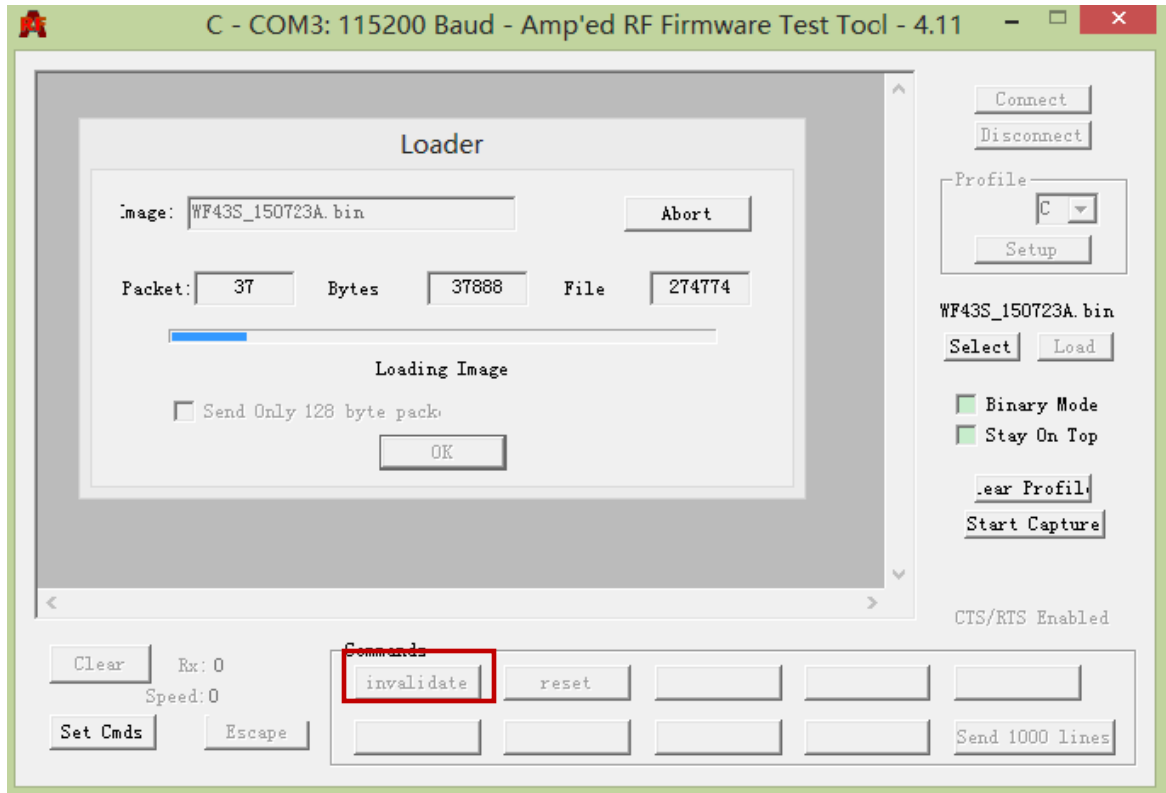 C - COM3: 115200 Baud - Amp'ed RF Firmware Test Tool - 4.11
Loader
Image: WF43S_150723A.bin
Abort
Packet: 37 Bytes 37888 File 274774
Loading Image
Send Only 128 byte pack
OK
Connect
Disconnect
Profile
C
Setup
WF43S_150723A.bin
Select Load
Binary Mode
Stay On Top
.ear Profil
Start Capture
CTS/RTS Enabled
Clear Rx: 0
Speed: 0
Set Cmds Escape
Commands
invalidate reset
Send 1000 lines